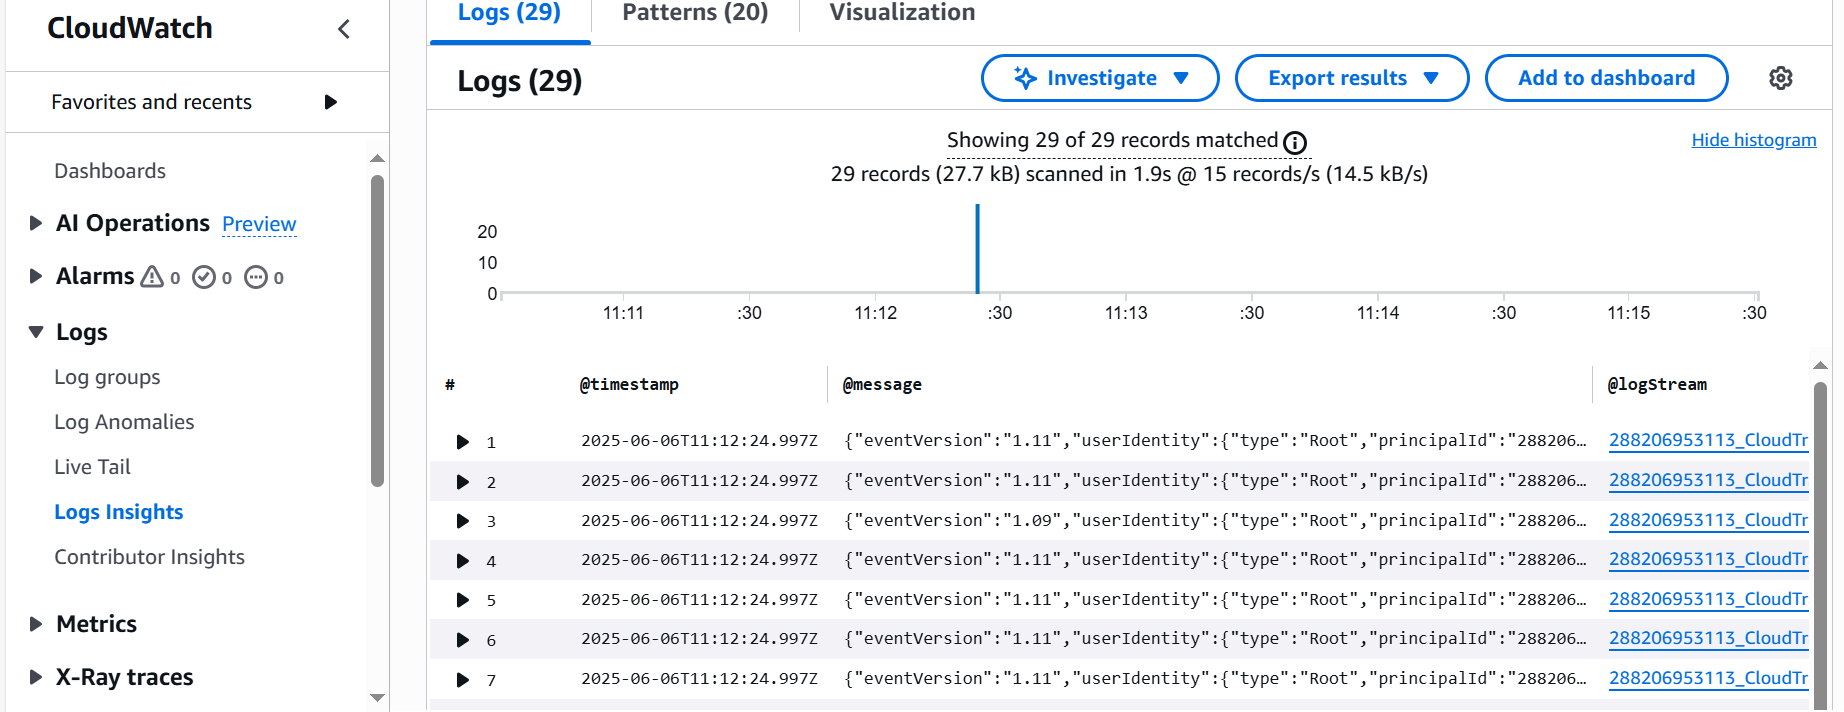 CloudWatch
Favorites and recents
Dashboards
AI Operations Preview
Alarms 0 0 0
Logs
Log groups
Log Anomalies
Live Tail
Logs Insights
Contributor Insights
Metrics
X-Ray traces
Logs (29) Patterns (20) Visualization
Logs (29) Investigate Export results Add to dashboard
Showing 29 of 29 records matched
Hide histogram
29 records (27.7 kB) scanned in 1.9s @ 15 records/s (14.5 kB/s)
20
10
0
11:11 :30 11:12 :30 11:13 :30 11:14 :30 11:15 :30
# @timestamp @message @logStream
1 2025-06-06T11:12:24.997Z {"eventVersion":"1.11","userIdentity":{"type":"Root","principalId":"288206… 288206953113_CloudTr
2 2025-06-06T11:12:24.997Z {"eventVersion":"1.11","userIdentity":{"type":"Root","principalId":"288206… 288206953113_CloudTr
3 2025-06-06T11:12:24.997Z {"eventVersion":"1.09","userIdentity":{"type":"Root","principalId":"288206… 288206953113_CloudTr
4 2025-06-06T11:12:24.997Z {"eventVersion":"1.11","userIdentity":{"type":"Root","principalId":"288206… 288206953113_CloudTr
5 2025-06-06T11:12:24.997Z {"eventVersion":"1.11","userIdentity":{"type":"Root","principalId":"288206… 288206953113_CloudTr
6 2025-06-06T11:12:24.997Z {"eventVersion":"1.11","userIdentity":{"type":"Root","principalId":"288206… 288206953113_CloudTr
7 2025-06-06T11:12:24.997Z {"eventVersion":"1.11","userIdentity":{"type":"Root","principalId":"288206… 288206953113_CloudTr